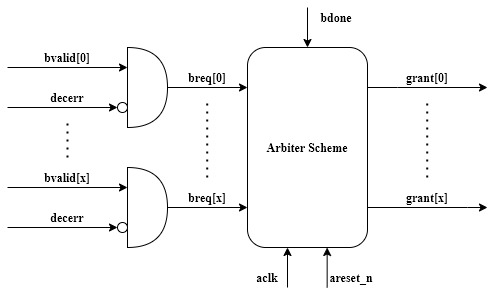 bdone
bvalid[0]
breq[0]
grant[0]
decerr
Arbiter Scheme
bvalid[x]
breq[x]
grant[x]
decerr
aclk
areset_n